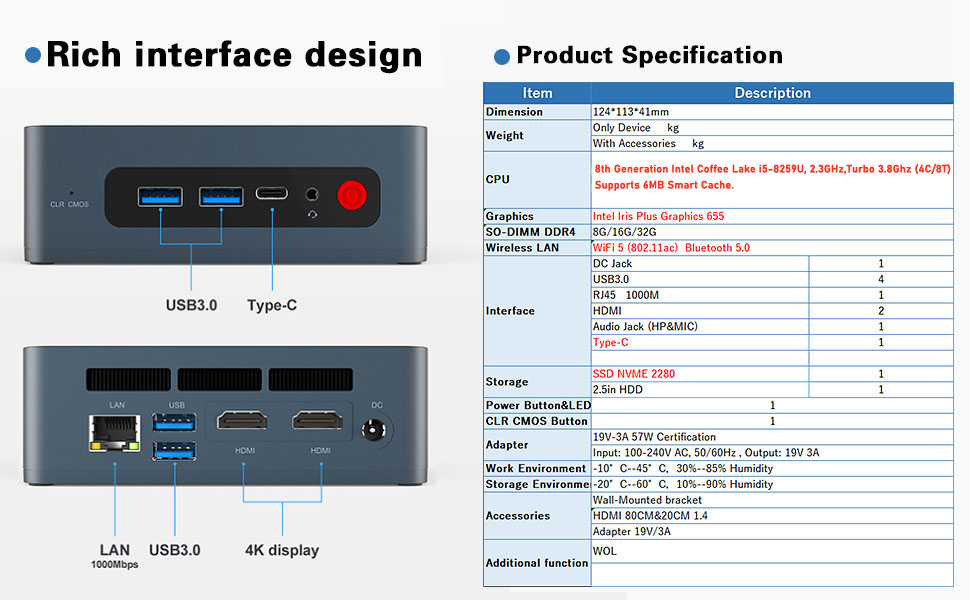 Rich interface design
CLR CMOS
USB3.0 Type-C
LAN USB DC
HDMI HDMI
LAN USB3.0 4K display
1000Mbps
Product Specification
Item Description
Dimension 124*113*41mm
Weight Only Device kg
With Accessories kg
CPU 8th Generation Intel Coffee Lake i5-8259U, 2.3GHz,Turbo 3.8Ghz (4C/8T)
Supports 6MB Smart Cache.
Graphics Intel Iris Plus Graphics 655
SO-DIMM DDR4 8G/16G/32G
Wireless LAN WiFi 5 (802.11ac) Bluetooth 5.0
Interface
DC Jack 1
USB3.0 4
RJ45 1000M 1
HDMI 2
Audio Jack (HP&MIC) 1
Type-C 1
Storage SSD NVME 2280 1
2.5in HDD 1
Power Button&LED 1
CLR CMOS Button 1
Adapter 19V-3A 57W Certification
Input: 100-240V AC, 50/60Hz , Output: 19V 3A
Work Environment -10° C--45° C, 30%--85% Humidity
Storage Environme -20° C--60° C, 10%--90% Humidity
Accessories Wall-Mounted bracket
HDMI 80CM&20CM 1.4
Adapter 19V/3A
Additional function WOL